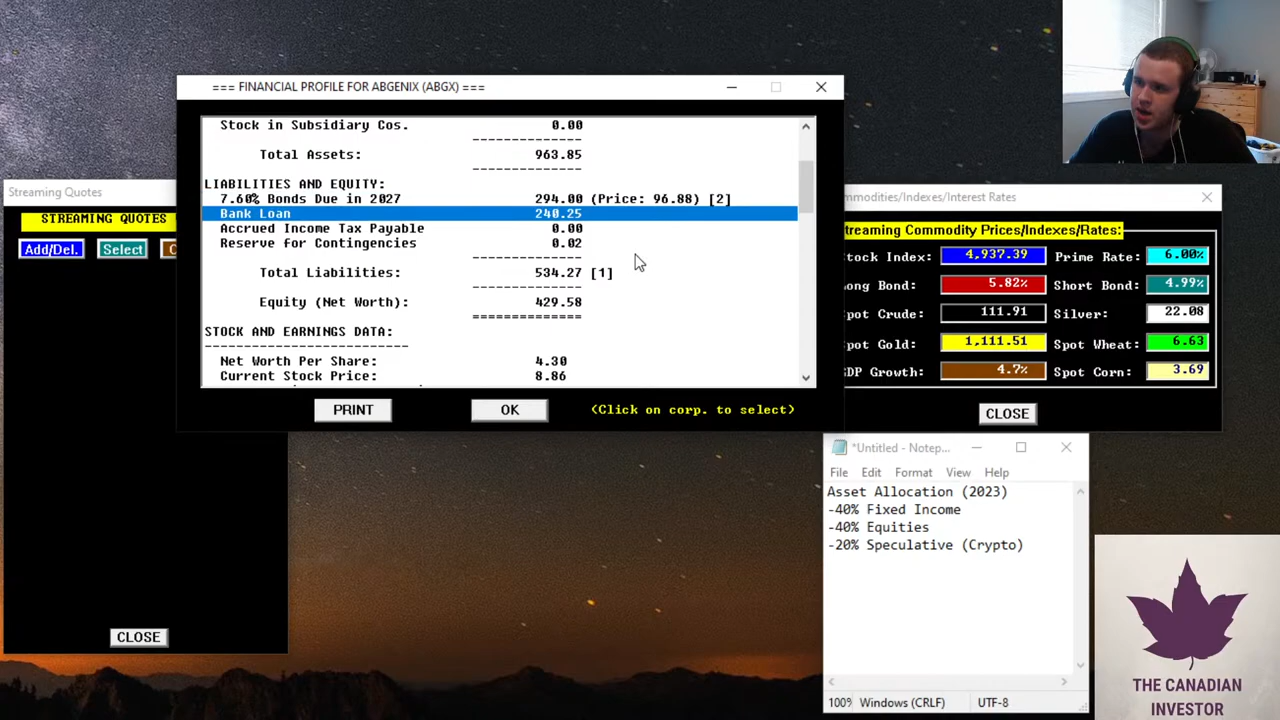 === FINANCIAL PROFILE FOR ABGENIX (ABGX) ===
Stock in Subsidiary Cos. 0.00
Total Assets: 963.85
LIABILITIES AND EQUITY:
7.60% Bonds Due in 2027 294.00 (Price: 96.88) [2]
Bank Loan 240.25
Accrued Income Tax Payable 0.00
Reserve for Contingencies 0.02
Total Liabilities: 534.27 [1]
Equity (Net Worth): 429.58
STOCK AND EARNINGS DATA:
Net Worth Per Share: 4.30
Current Stock Price: 8.86
PRINT OK (Click on corp. to select)
Streaming Quotes
STREAMING QUOTES
Add/Del. Select
CLOSE
mmodities/Indexes/Interest Rates
treaming Commodity Prices/Indexes/Rates:
tock Index: 4,937.39 Prime Rate: 6.00%
ong Bond: 5.82% Short Bond: 4.99%
pot Crude: 111.91 Silver: 22.08
pot Gold: 1,111.51 Spot Wheat: 6.63
GDP Growth: 4.7% Spot Corn: 3.69
CLOSE
*Untitled - Notep...
File Edit Format View Help
Asset Allocation (2023)
-40% Fixed Income
-40% Equities
-20% Speculative (Crypto)
100% Windows (CRLF) UTF-8
THE CANADIAN
INVESTOR